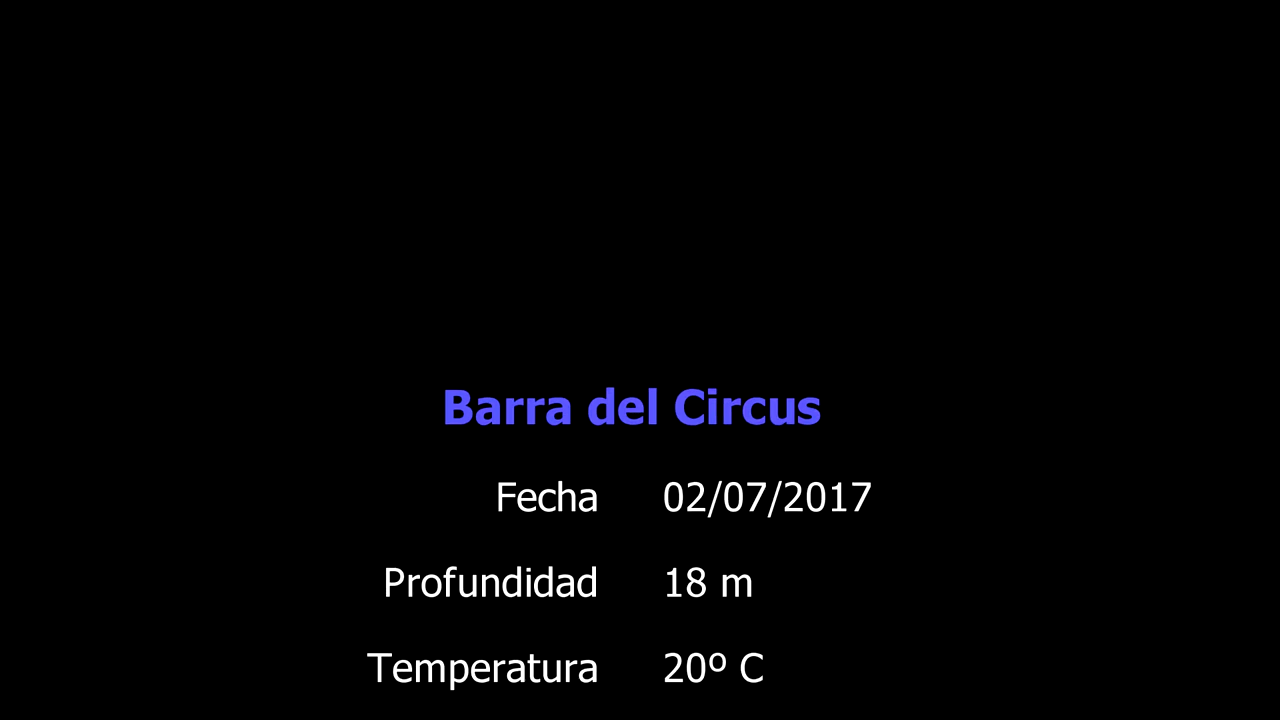 Barra del Circus
Fecha 02/07/2017
Profundidad 18 m
Temperatura 20º C